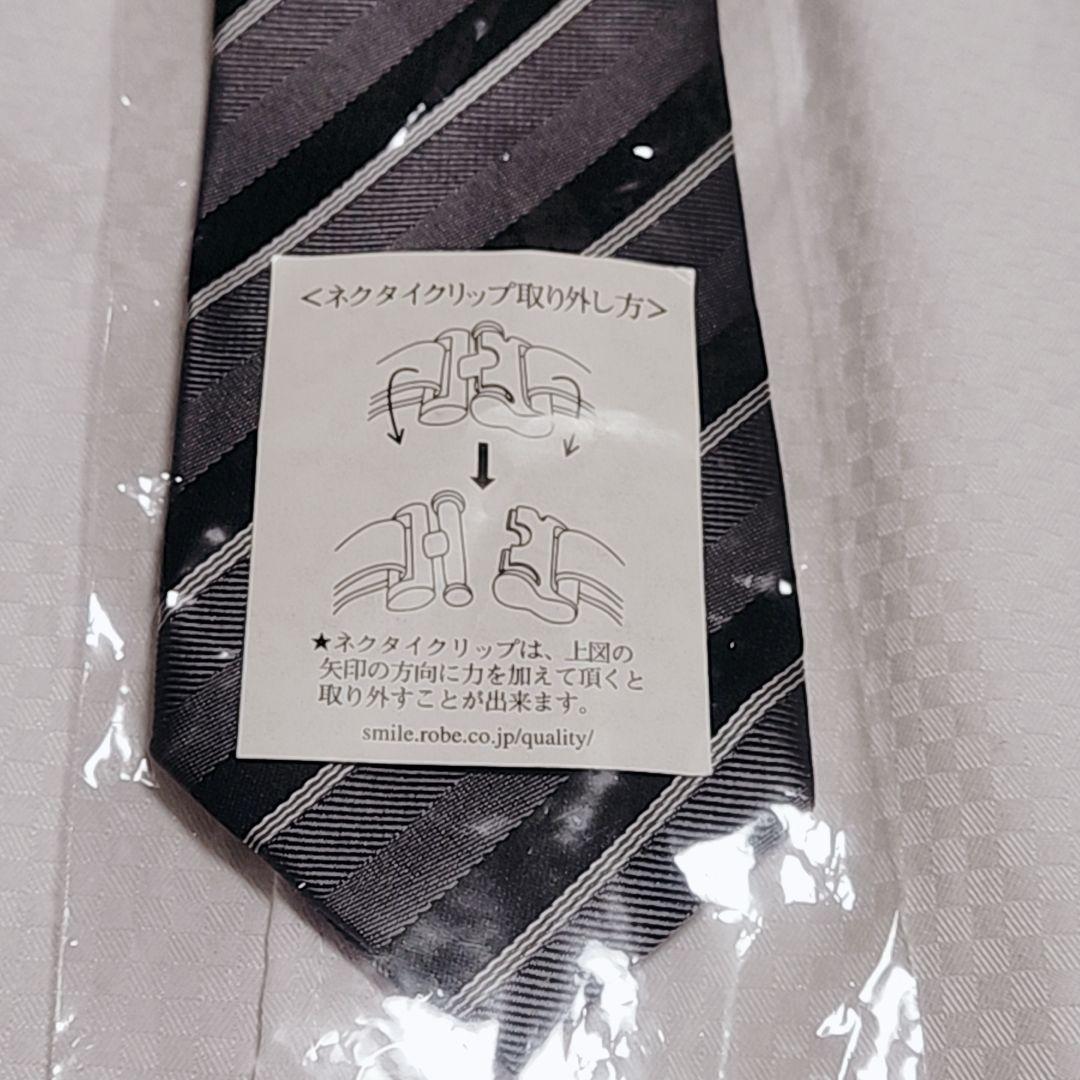 <ネクタイクリップ取り外し方>
★ネクタイクリップは、上図の
矢印の方向に力を加えて頂くと
取り外すことが出来ます。
smile.robe.co.jp/quality/